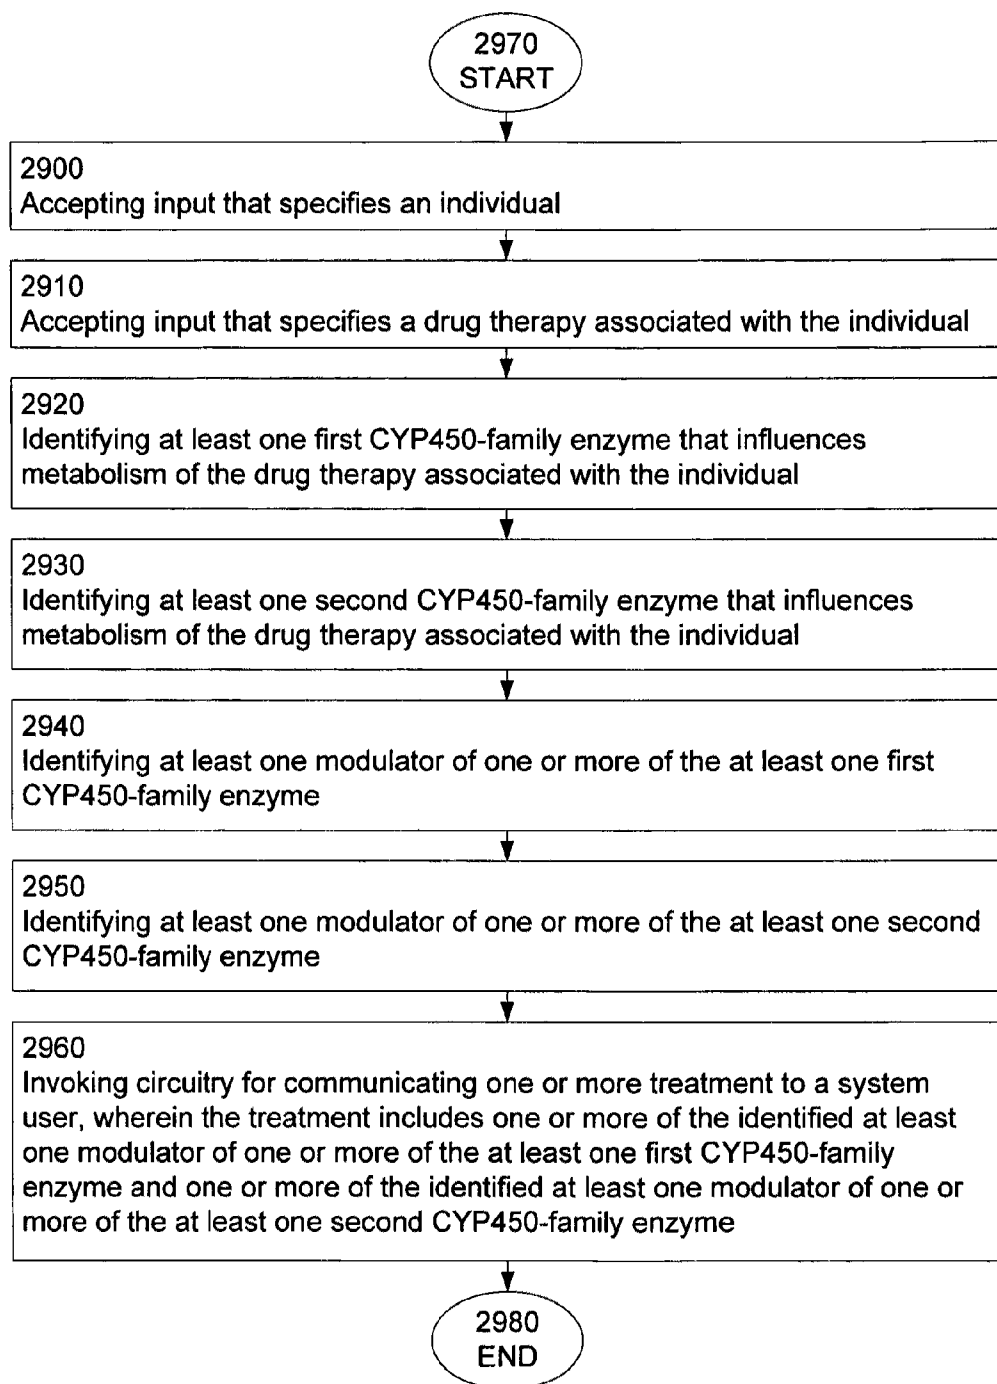 2970
START
2900
Accepting input that specifies an individual
2910
Accepting input that specifies a drug therapy associated with the individual
2920
Identifying at least one first CYP450-family enzyme that influences
metabolism of the drug therapy associated with the individual
2930
Identifying at least one second CYP450-family enzyme that influences
metabolism of the drug therapy associated with the individual
2940
Identifying at least one modulator of one or more of the at least one first
CYP450-family enzyme
2950
Identifying at least one modulator of one or more of the at least one second
CYP450-family enzyme
2960
Invoking circuitry for communicating one or more treatment to a system
user, wherein the treatment includes one or more of the identified at least
one modulator of one or more of the at least one first CYP450-family
enzyme and one or more of the identified at least one modulator of one or
more of the at least one second CYP450-family enzyme
2980
END